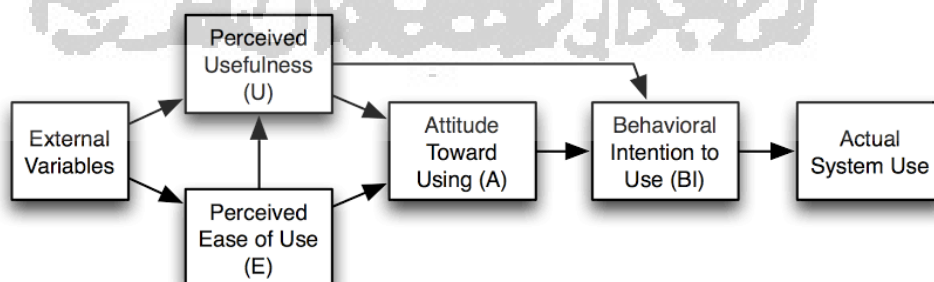 Perceived
Usefulness
(U)
External
Variables
Attitude
Toward
Using (A)
Behavioral
Intention to
Use (BI)
Actual
System Use
Perceived
Ease of Use
(E)